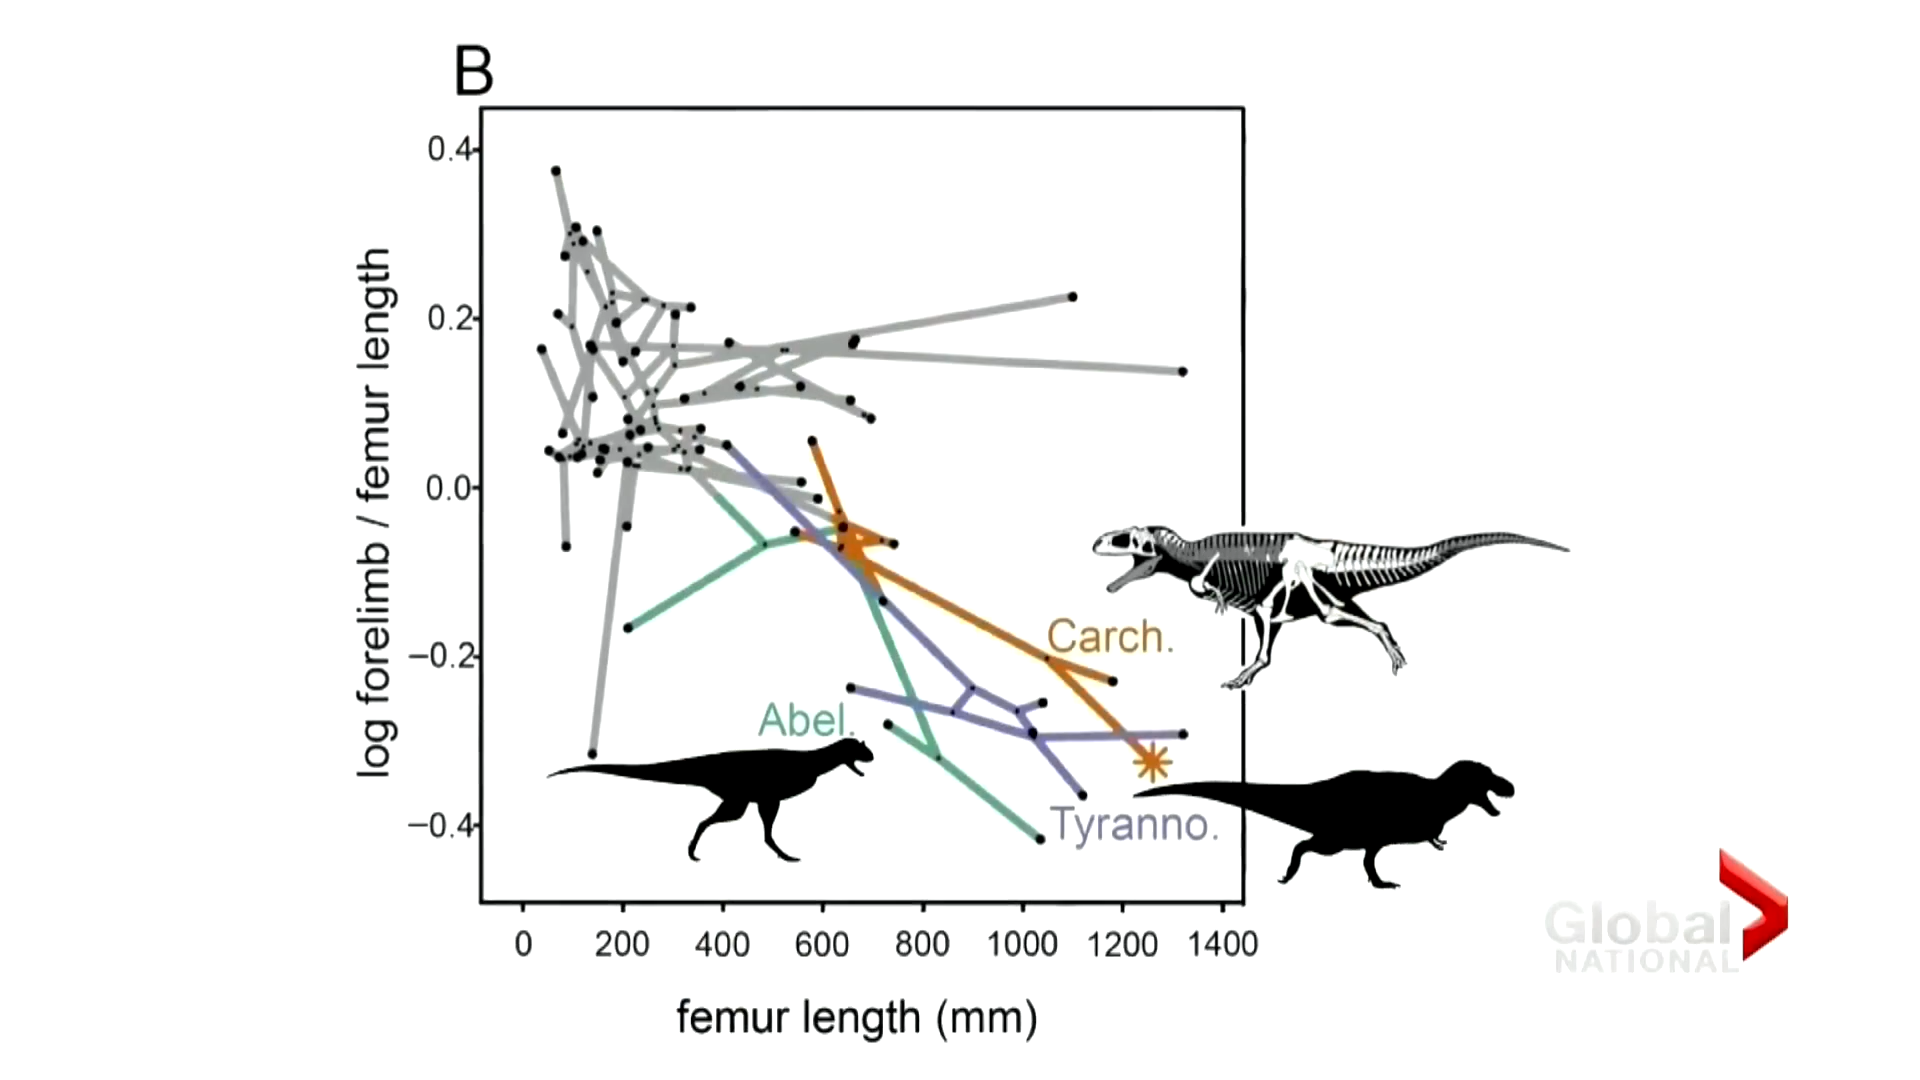 B
0.4
0.2
0.0
−0.2
−0.4
log forelimb / femur length
Carch.
Abel.
Tyranno.
0 200 400 600 800 1000 1200 1400
femur length (mm)
Global
NATIONAL